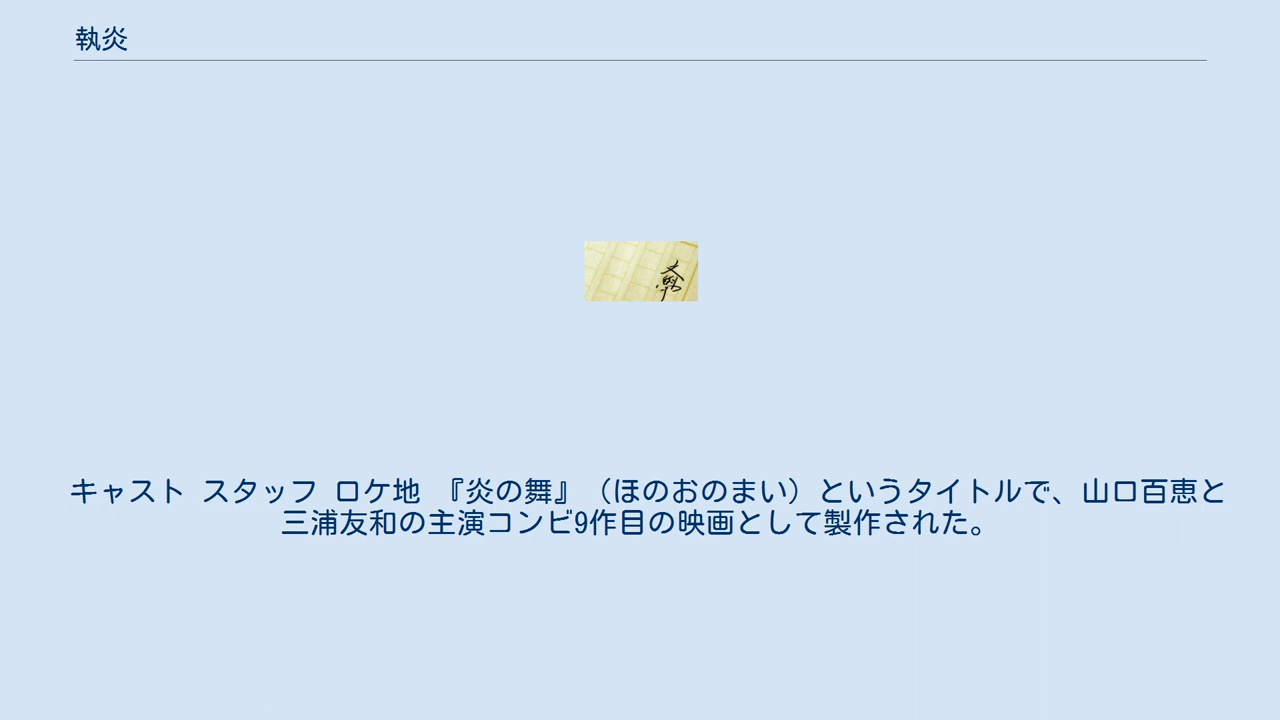 執炎
キャスト スタッフ ロケ地 『炎の舞』（ほのおのまい）というタイトルで、山口百恵と
三浦友和の主演コンビ9作目の映画として製作された。